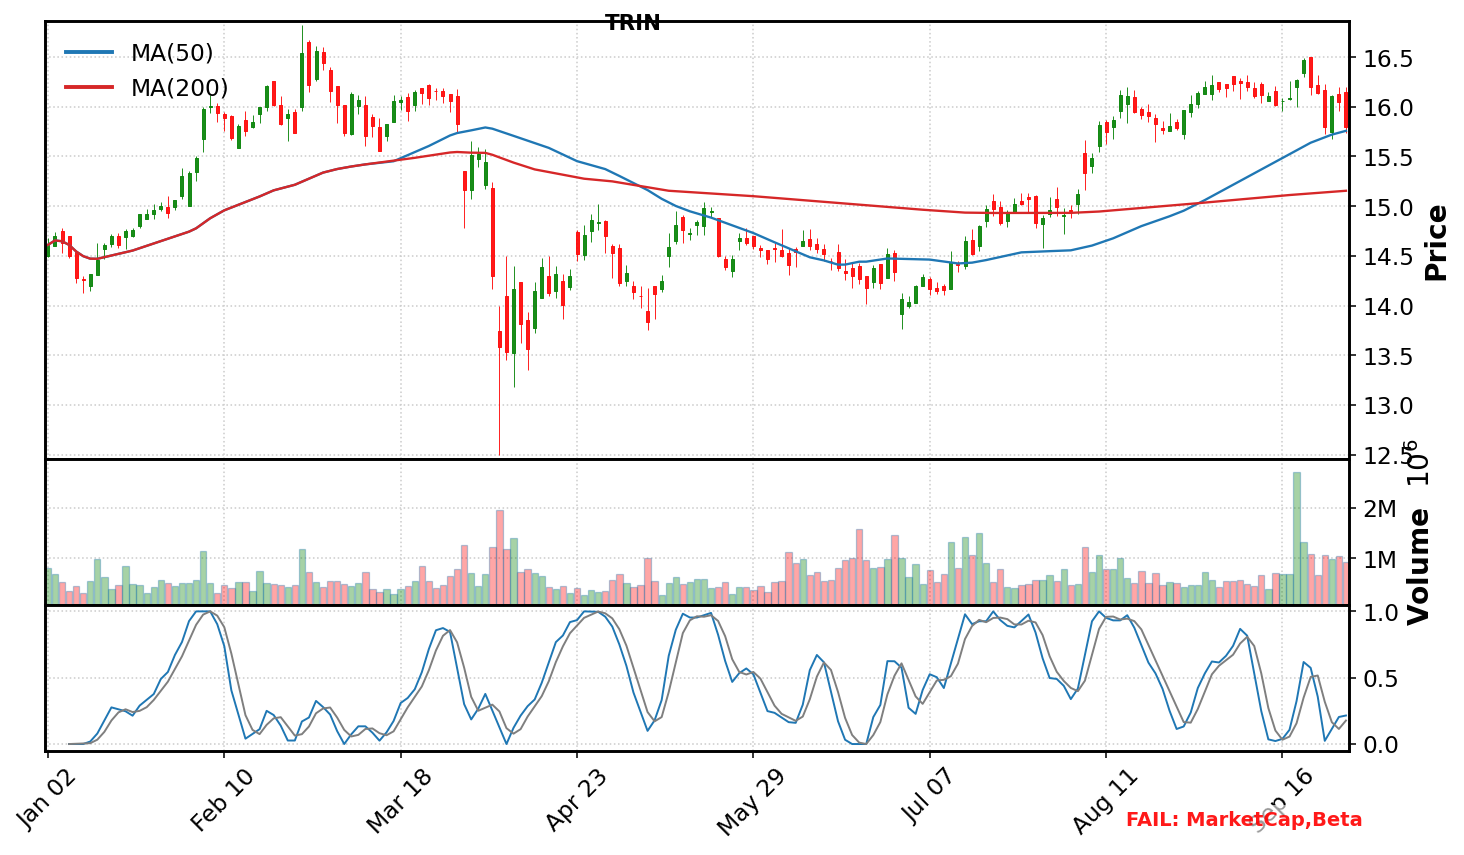 TRIN
MA(50)
MA(200)
16.5
16.0
15.5
15.0
14.5
14.0
13.5
13.0
12.5
Price
10^6
2M
1M
Volume
1.0
0.5
0.0
Jan 02
Feb 10
Mar 18
Apr 23
May 29
Jul 07
Aug 11
Sep 16
FAIL: MarketCap,Beta